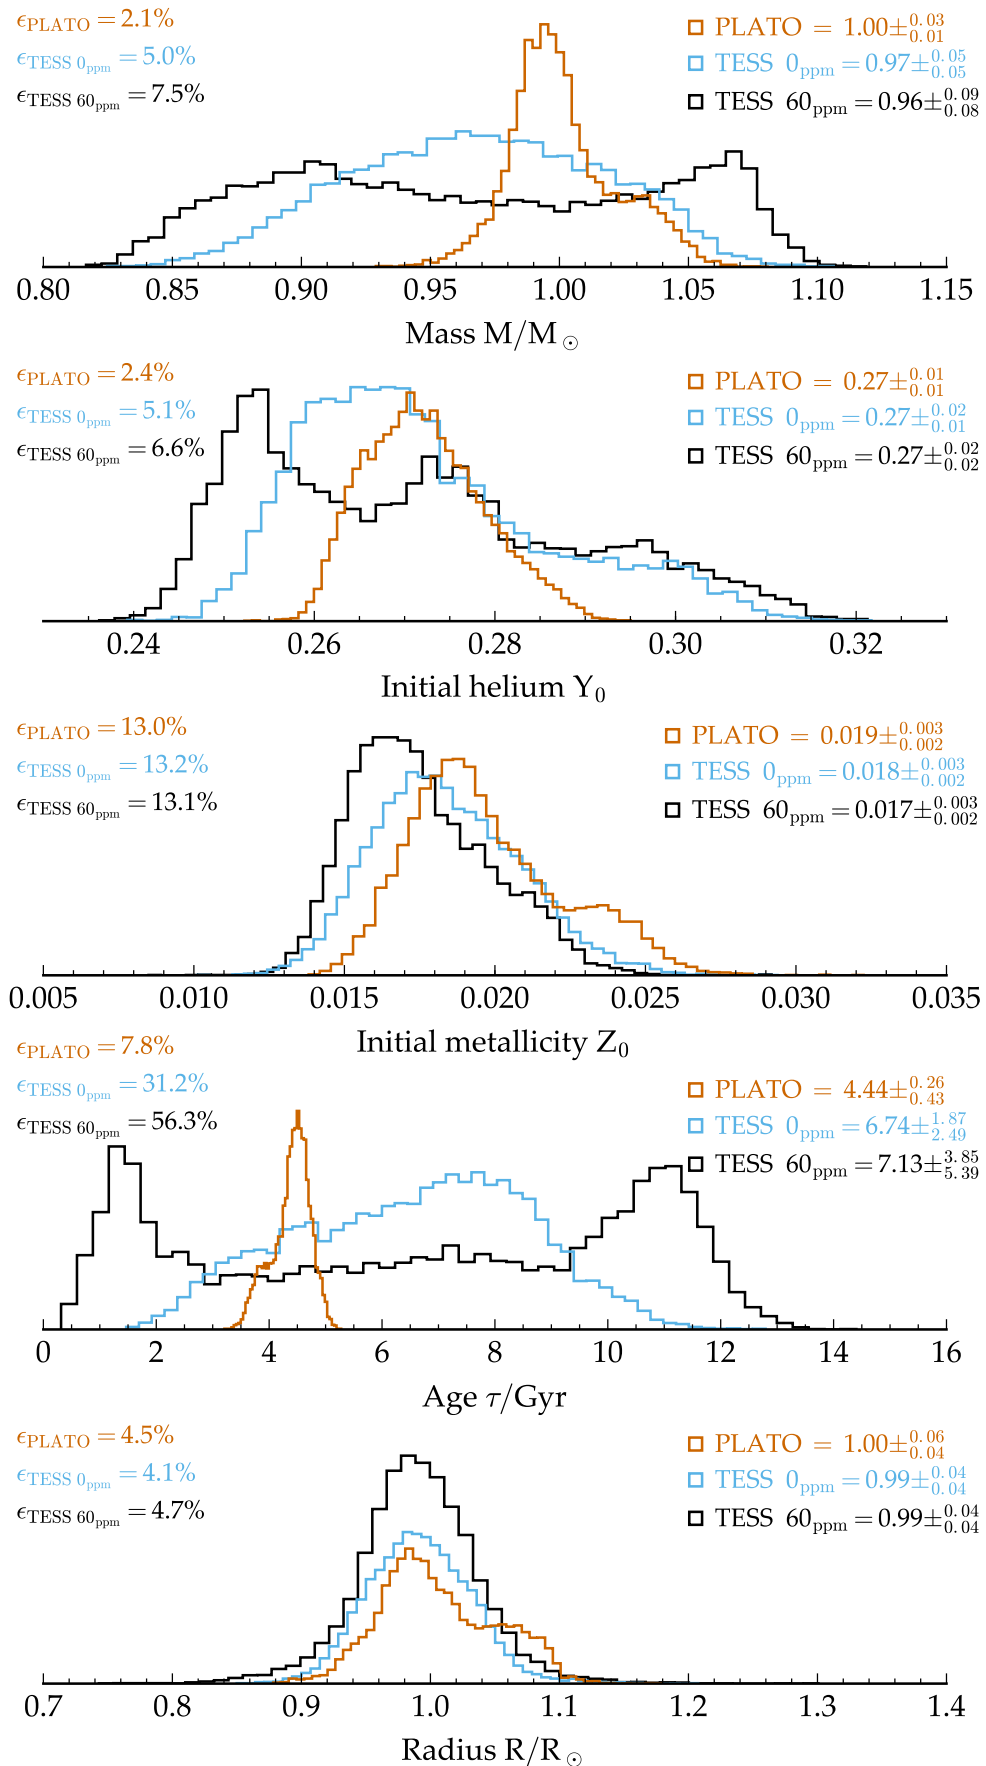 ϵPLATO = 2.1%
PLATO = 1.00±0.03 0.01
ϵTESS 0ppm = 5.0%
TESS 0ppm = 0.97±0.05 0.05
ϵTESS 60ppm = 7.5%
TESS 60ppm = 0.96±0.09 0.08
0.80 0.85 0.90 0.95 1.00 1.05 1.10 1.15
Mass M/M⊙
ϵPLATO = 2.4%
PLATO = 0.27±0.01 0.01
ϵTESS 0ppm = 5.1%
TESS 0ppm = 0.27±0.02 0.01
ϵTESS 60ppm = 6.6%
TESS 60ppm = 0.27±0.02 0.02
0.24 0.26 0.28 0.30 0.32
Initial helium Y0
ϵPLATO = 13.0%
PLATO = 0.019±0.003 0.002
ϵTESS 0ppm = 13.2%
TESS 0ppm = 0.018±0.003 0.002
ϵTESS 60ppm = 13.1%
TESS 60ppm = 0.017±0.003 0.002
0.005 0.010 0.015 0.020 0.025 0.030 0.035
Initial metallicity Z0
ϵPLATO = 7.8%
PLATO = 4.44±0.26 0.43
ϵTESS 0ppm = 31.2%
TESS 0ppm = 6.74±1.87 2.49
ϵTESS 60ppm = 56.3%
TESS 60ppm = 7.13±3.85 5.39
0 2 4 6 8 10 12 14 16
Age τ/Gyr
ϵPLATO = 4.5%
PLATO = 1.00±0.06 0.04
ϵTESS 0ppm = 4.1%
TESS 0ppm = 0.99±0.04 0.04
ϵTESS 60ppm = 4.7%
TESS 60ppm = 0.99±0.04 0.04
0.7 0.8 0.9 1.0 1.1 1.2 1.3 1.4
Radius R/R⊙